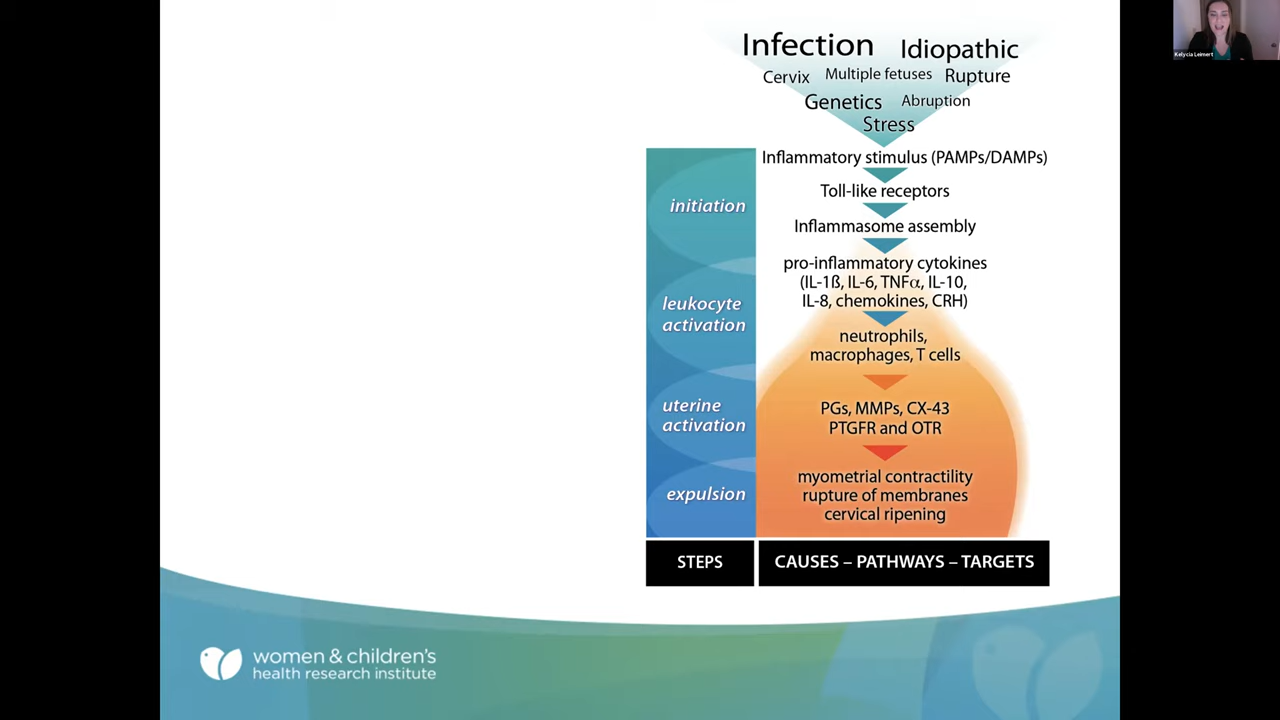 Kelycia Leimert
Infection Idiopathic
Cervix Multiple fetuses Rupture
Genetics Abruption
Stress
Inflammatory stimulus (PAMPs/DAMPs)
Toll-like receptors
initiation
Inflammasome assembly
pro-inflammatory cytokines
(IL-1ß, IL-6, TNFα, IL-10,
IL-8, chemokines, CRH)
leukocyte
activation
neutrophils,
macrophages, T cells
uterine
activation
PGs, MMPs, CX-43
PTGFR and OTR
expulsion
myometrial contractility
rupture of membranes
cervical ripening
STEPS
CAUSES – PATHWAYS – TARGETS
women & children's
health research institute